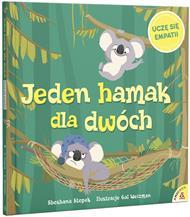 UCZĘ SIĘ
EMPATII
Jeden hamak
dla dwóch
Shoshana Stopek Ilustracje Gal Weizman